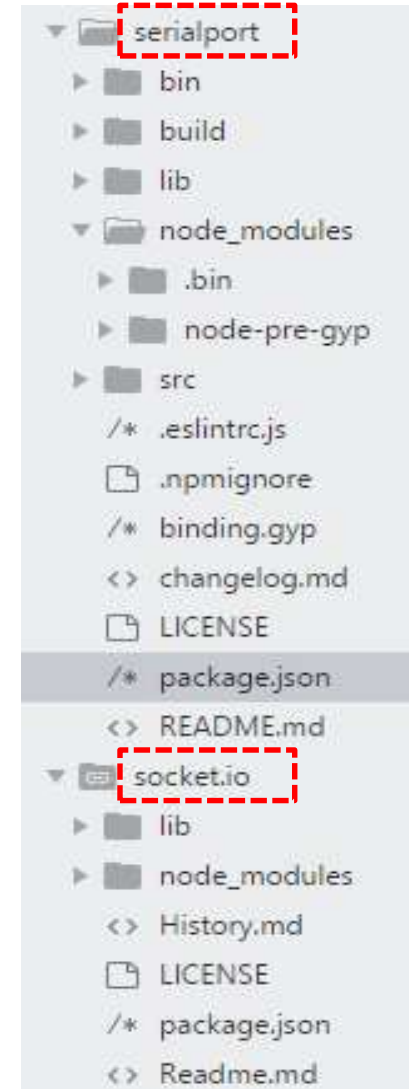 serialport
bin
build
lib
node_modules
.bin
node-pre-gyp
src
/* .eslintrc.js
.npmignore
/* binding.gyp
<> changelog.md
LICENSE
/* package.json
<> README.md
socket.io
lib
node_modules
<> History.md
LICENSE
/* package.json
<> Readme.md